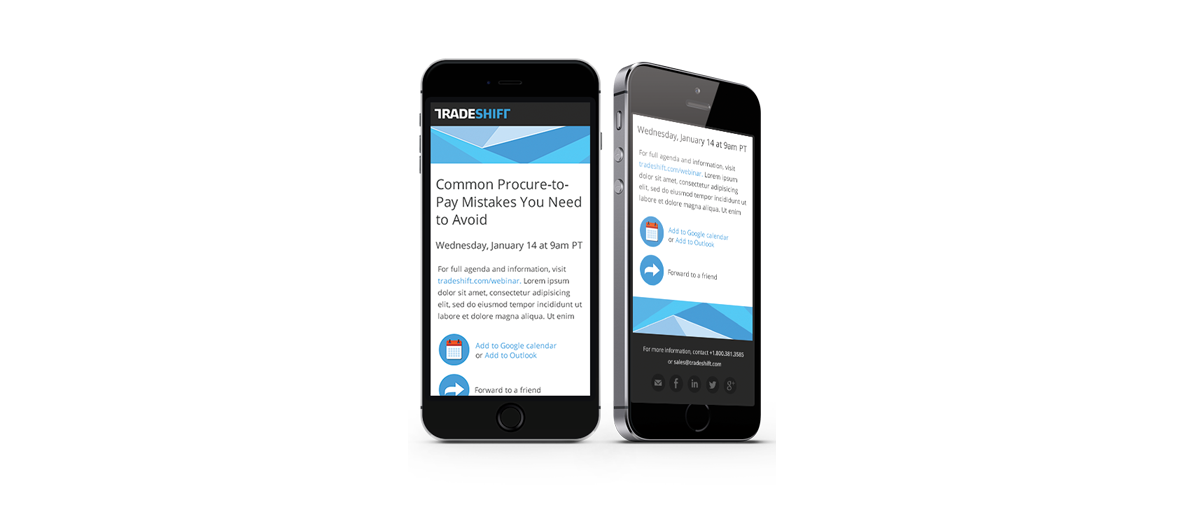 TRADESHIFT
Common Procure-to-
Pay Mistakes You Need
to Avoid
Wednesday, January 14 at 9am PT
For full agenda and information, visit
tradeshift.com/webinar. Lorem ipsum
dolor sit amet, consectetur adipisicing
elit, sed do eiusmod tempor incididunt ut
labore et dolore magna aliqua. Ut enim
Add to Google calendar
or Add to Outlook
Forward to a friend
Wednesday, January 14 at 9am PT
For full agenda and information, visit
tradeshift.com/webinar. Lorem ipsum
dolor sit amet, consectetur adipisicing
elit, sed do eiusmod tempor incididunt ut
labore et dolore magna aliqua. Ut enim
Add to Google calendar
or Add to Outlook
Forward to a friend
For more information, contact +1.800.381.3585
or sales@tradeshift.com
f in g+